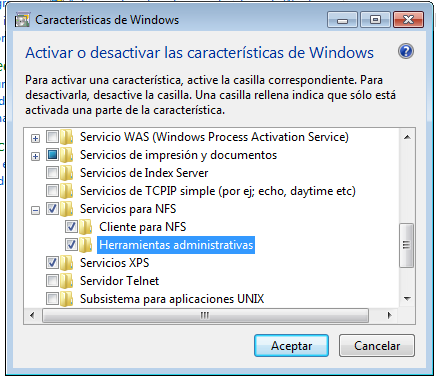 Características de Windows
Activar o desactivar las características de Windows
Para activar una característica, active la casilla correspondiente. Para
desactivarla, desactive la casilla. Una casilla rellena indica que sólo está
activada una parte de la característica.
Servicio WAS (Windows Process Activation Service)
Servicios de impresión y documentos
Servicios de Index Server
Servicios de TCPIP simple (por ej; echo, daytime etc)
Servicios para NFS
Cliente para NFS
Herramientas administrativas
Servicios XPS
Servidor Telnet
Subsistema para aplicaciones UNIX
Aceptar
Cancelar